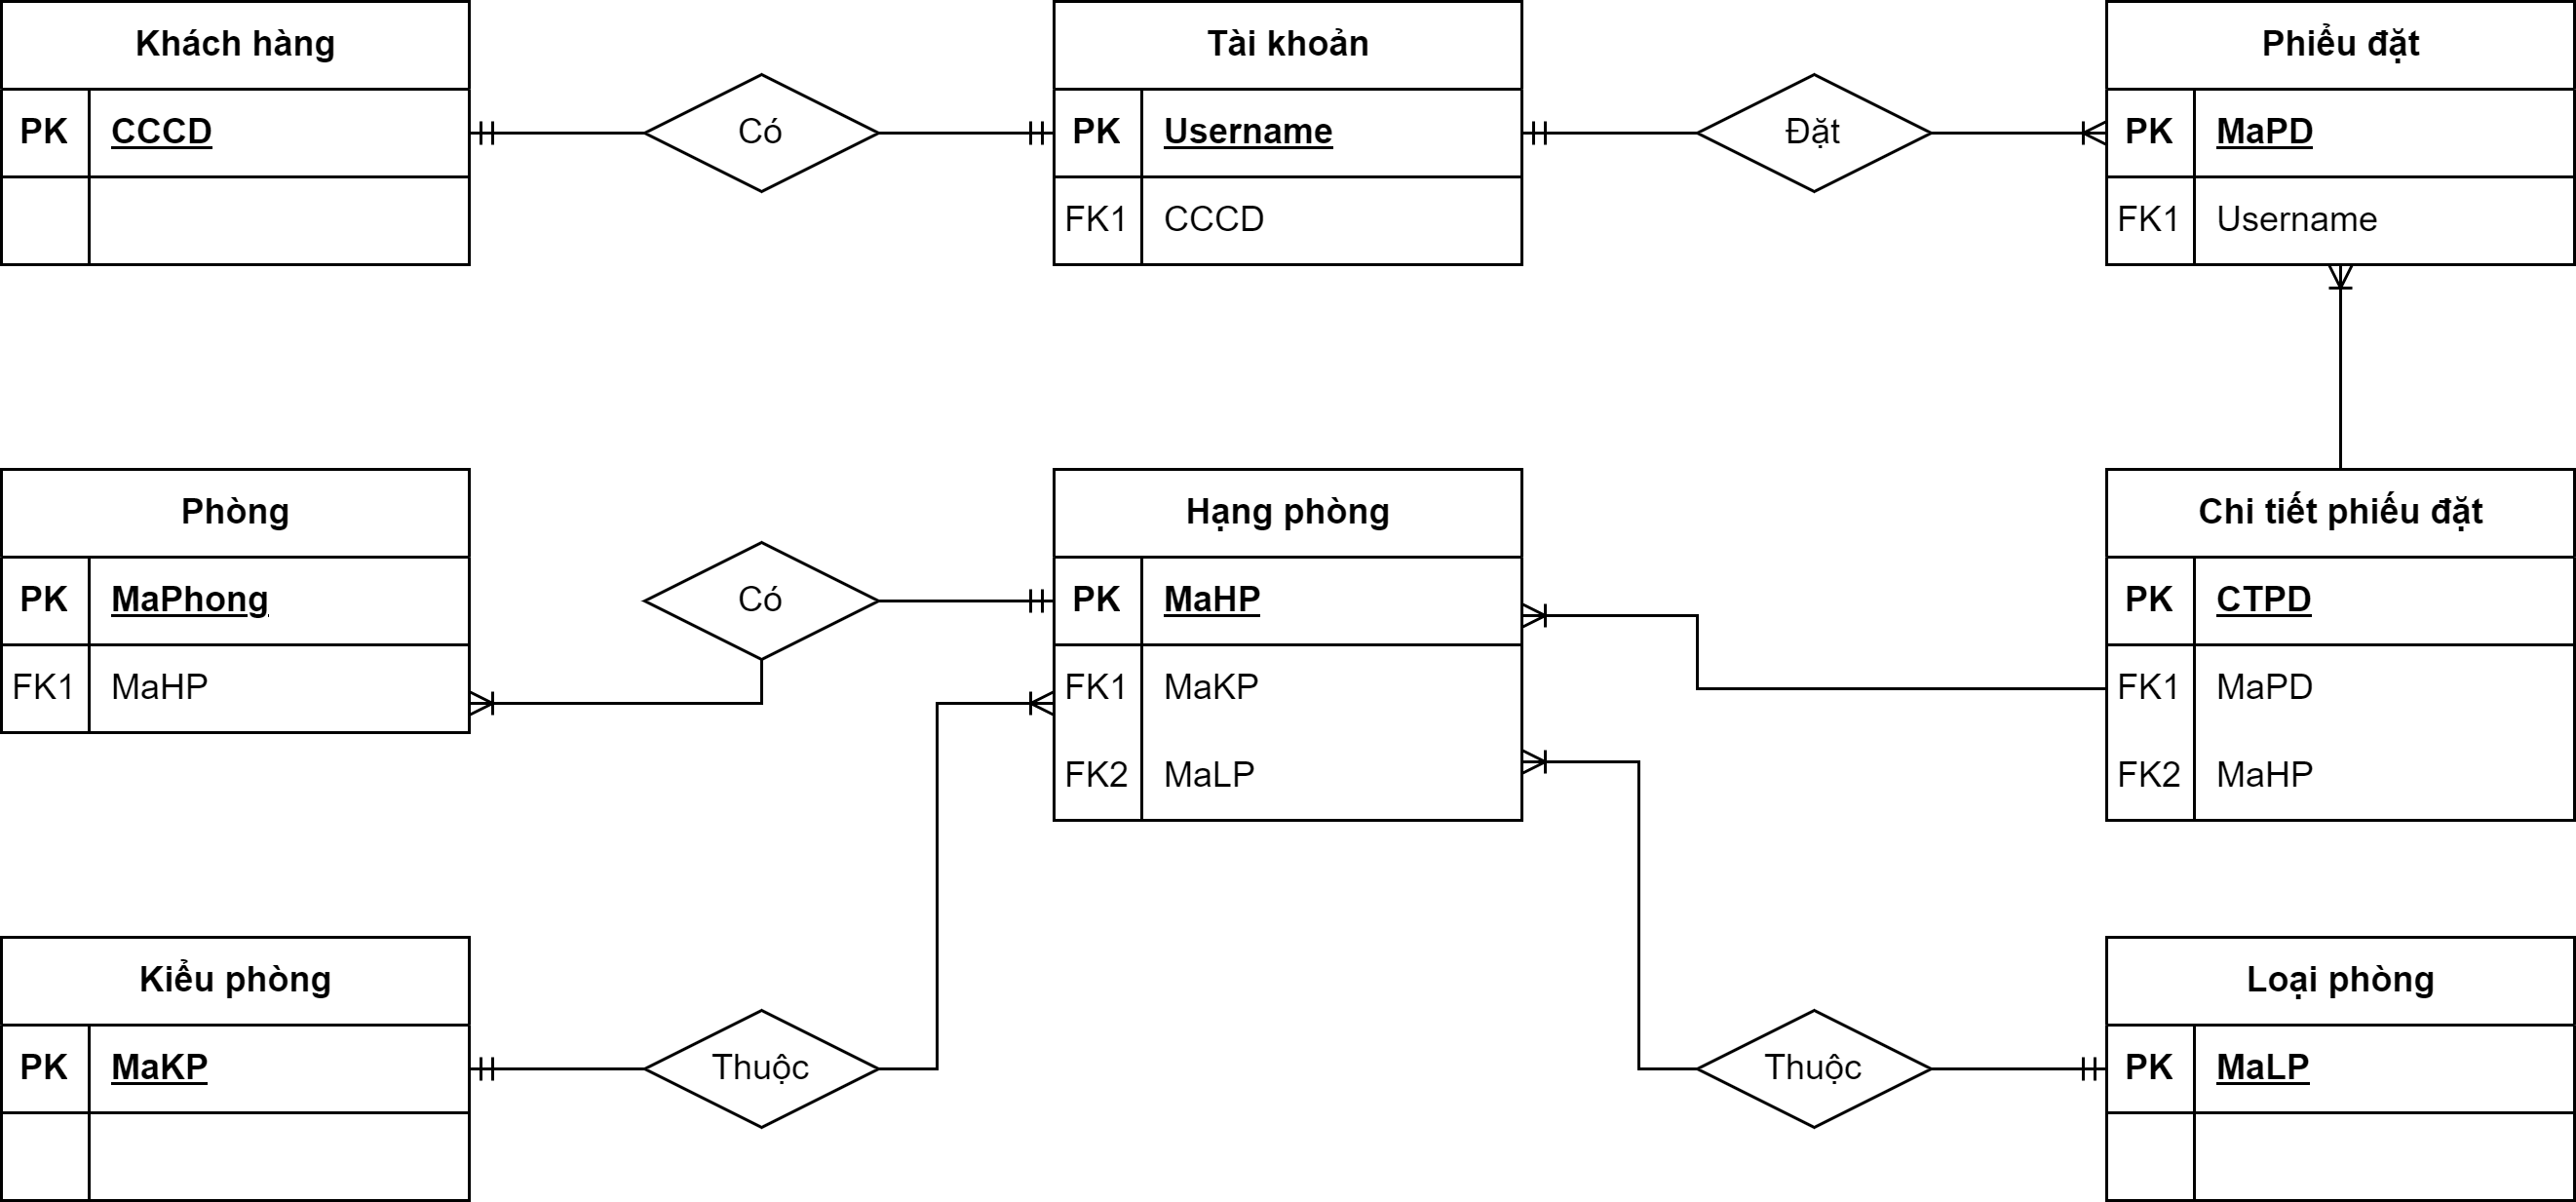 Khách hàng
PK CCCD
Có
Tài khoản
PK Username
FK1 CCCD
Đặt
Phiểu đặt
PK MaPD
FK1 Username
Phòng
PK MaPhong
FK1 MaHP
Có
Hạng phòng
PK MaHP
FK1 MaKP
FK2 MaLP
Chi tiết phiếu đặt
PK CTPD
FK1 MaPD
FK2 MaHP
Kiểu phòng
PK MaKP
Thuộc
Thuộc
Loại phòng
PK MaLP